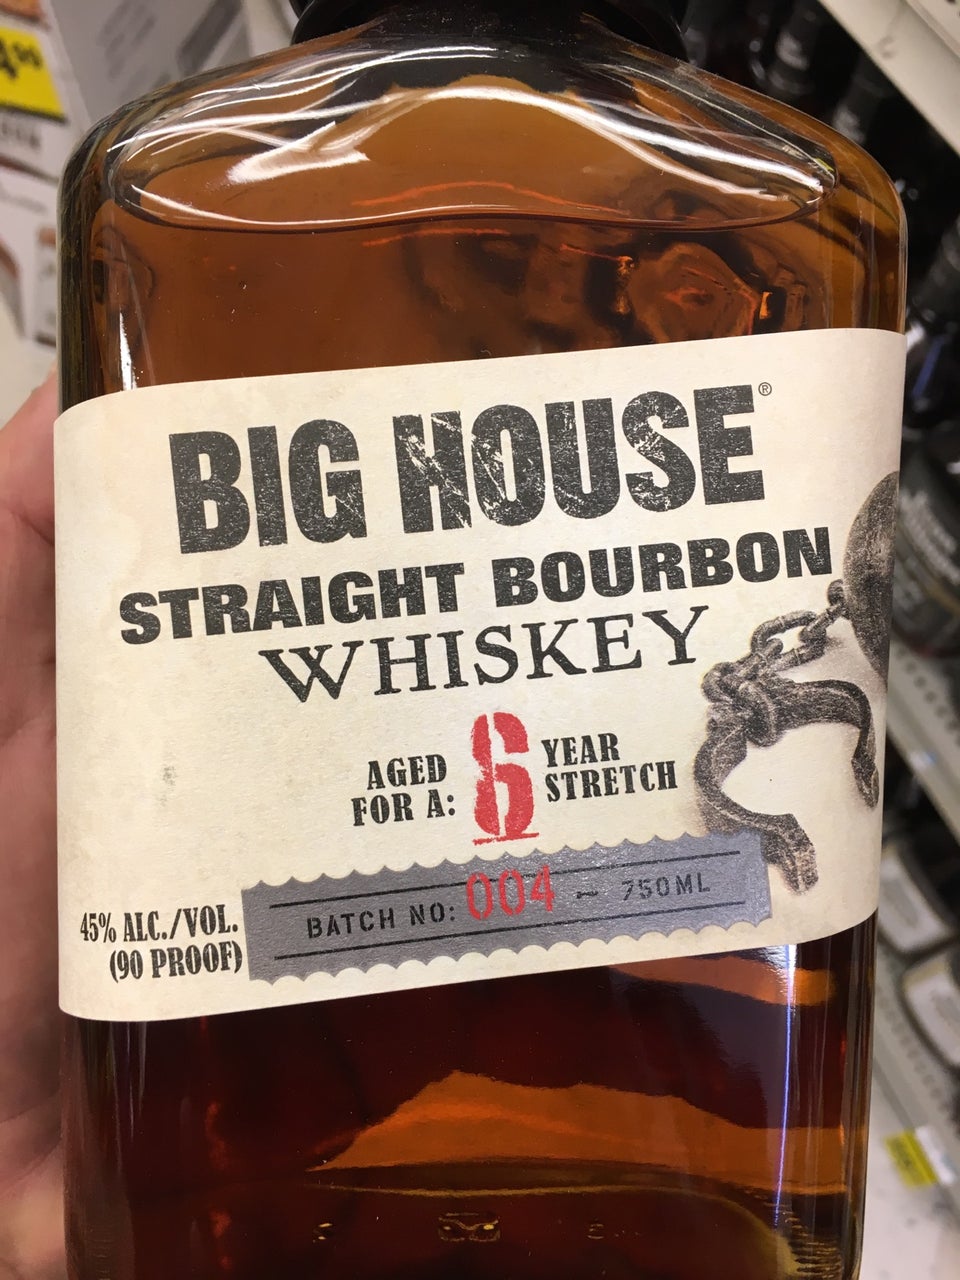 BIG HOUSE®
STRAIGHT BOURBON
WHISKEY
AGED
FOR A:
6
YEAR
STRETCH
BATCH NO: 004 – 750ML
45% ALC./VOL.
(90 PROOF)